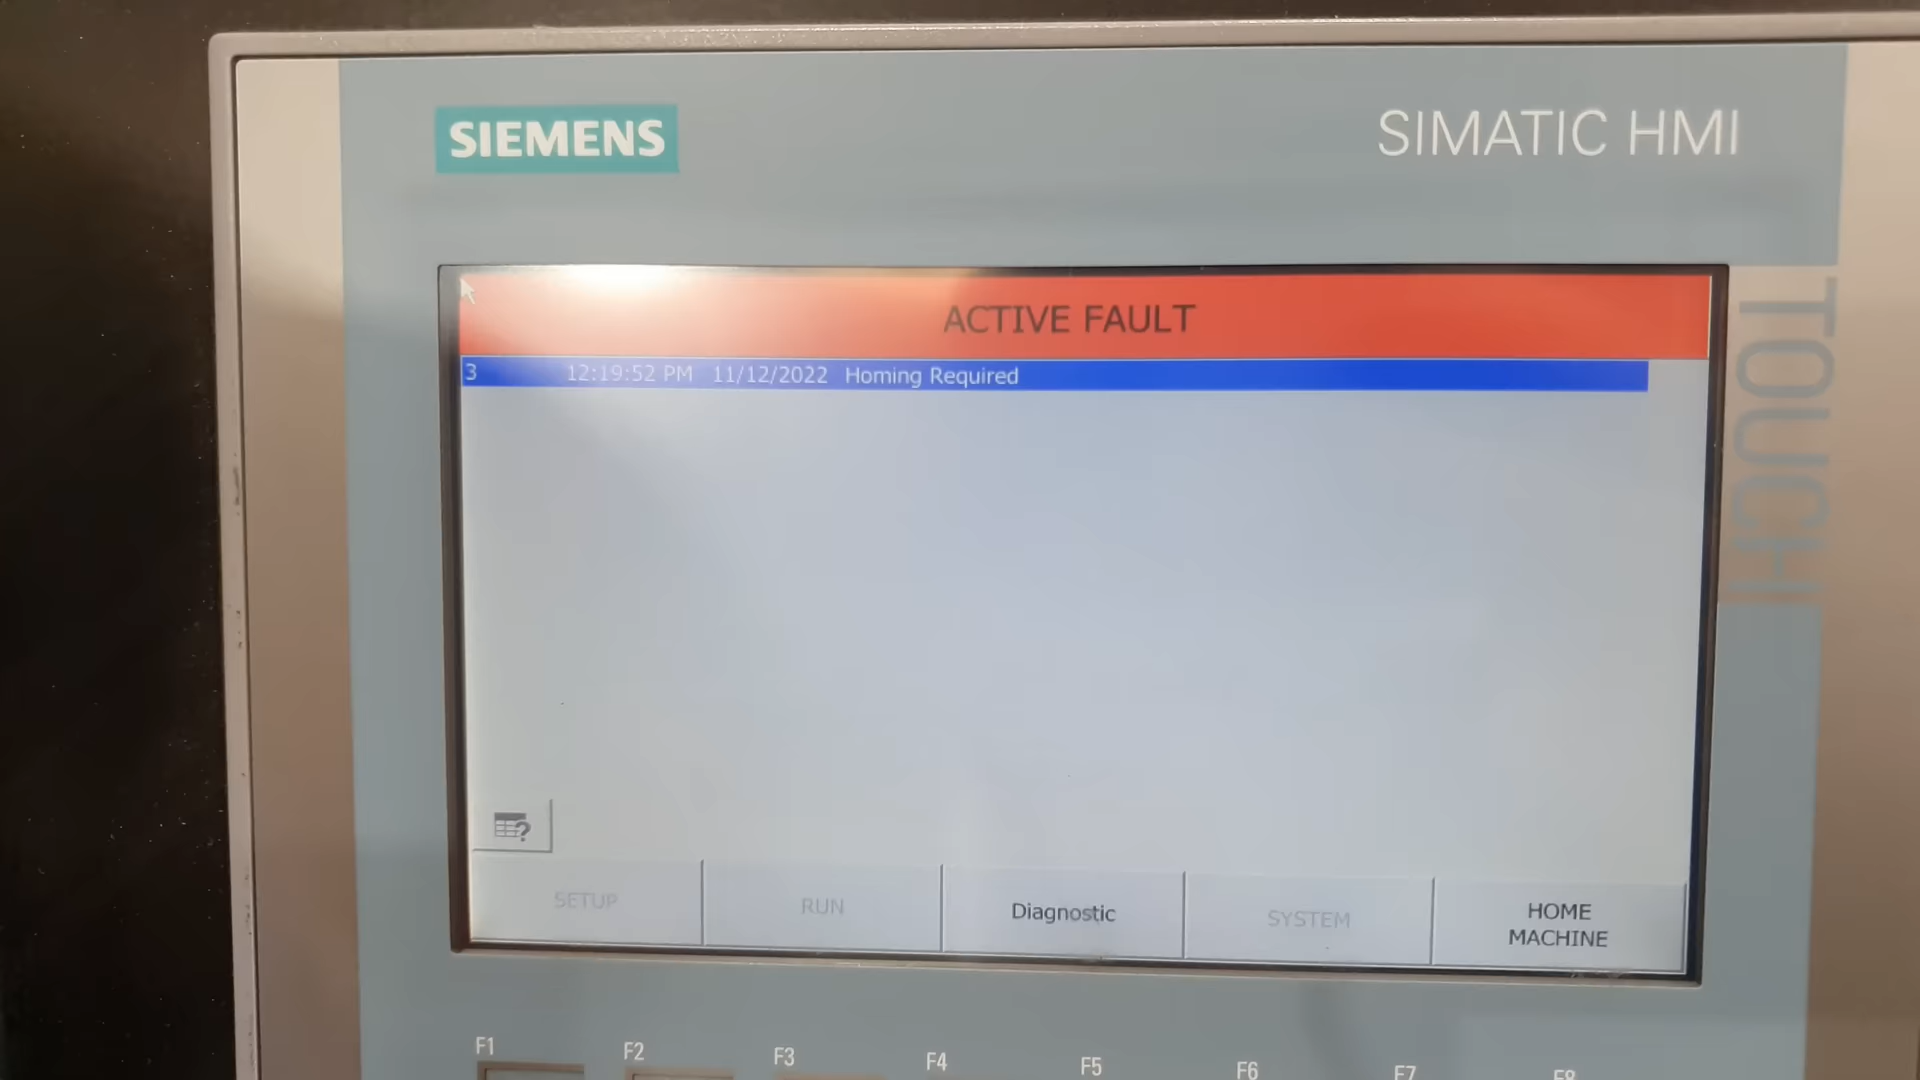 SIEMENS
SIMATIC HMI
TOUCH
ACTIVE FAULT
3 12:19:52 PM 11/12/2022 Homing Required
?
SETUP RUN Diagnostic SYSTEM HOME
MACHINE
F1 F2 F3 F4 F5 F6 F7 F8